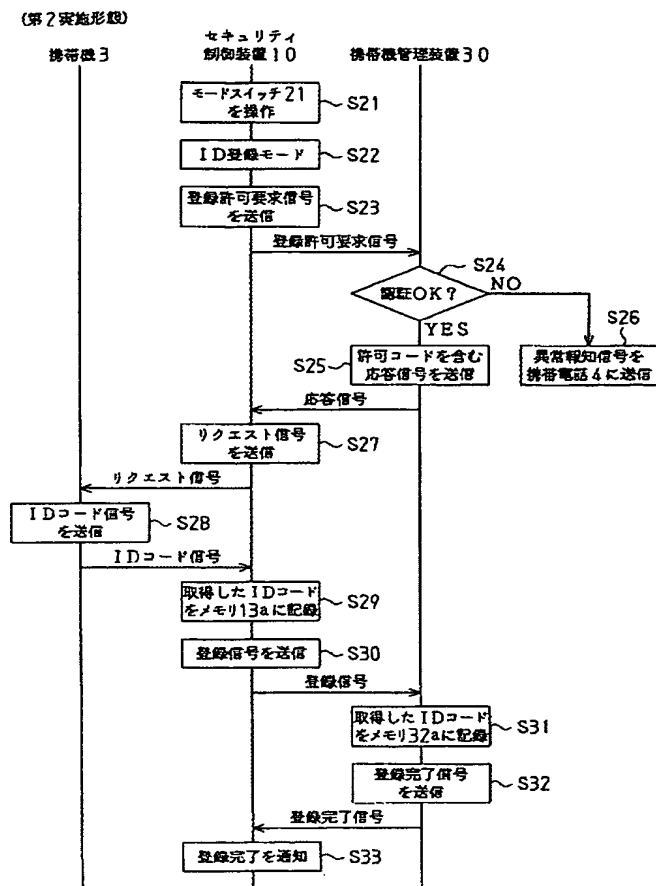 (第2実施形態)
携帯機3
セキュリティ
制御装置10
携帯機管理装置30
モードスイッチ21
を操作
S21
ID登録モード
S22
登録許可要求信号
を送信
S23
登録許可要求信号
S24
認証OK?
NO
YES
S26
異常報知信号を
携帯電話4に送信
S25
許可コードを含む
応答信号を送信
応答信号
リクエスト信号
を送信
S27
リクエスト信号
IDコード信号
を送信
S28
IDコード信号
取得したIDコード
をメモリ13aに記録
S29
登録信号を送信
S30
登録信号
取得したIDコード
をメモリ32aに記録
S31
登録完了信号
を送信
S32
登録完了信号
登録完了を通知
S33